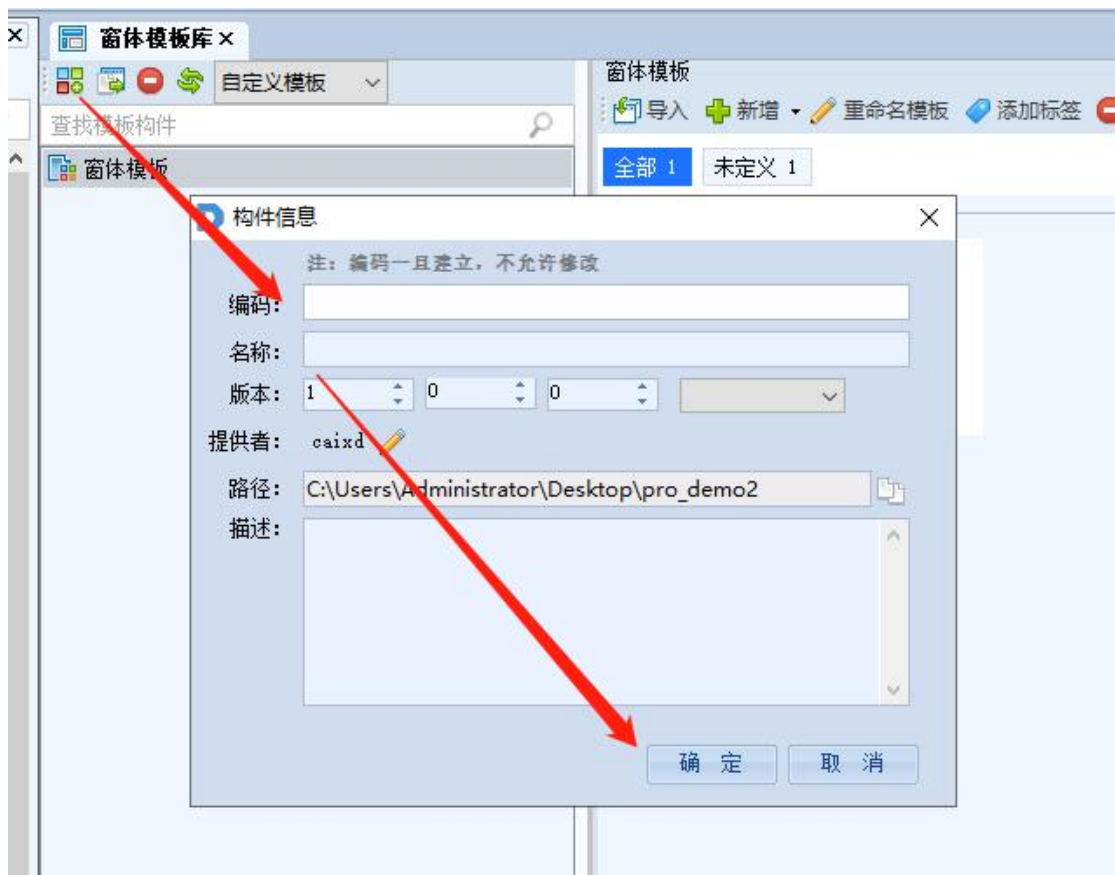 窗体模板库
自定义模板
查找模板构件
窗体模板
窗体模板
导入 新增 重命名模板 添加标签
全部 1 未定义 1
构件信息
注：编码一旦建立，不允许修改
编码：
名称：
版本： 1 0 0
提供者： caixd
路径： C:\Users\Administrator\Desktop\pro_demo2
描述：
确 定 取 消